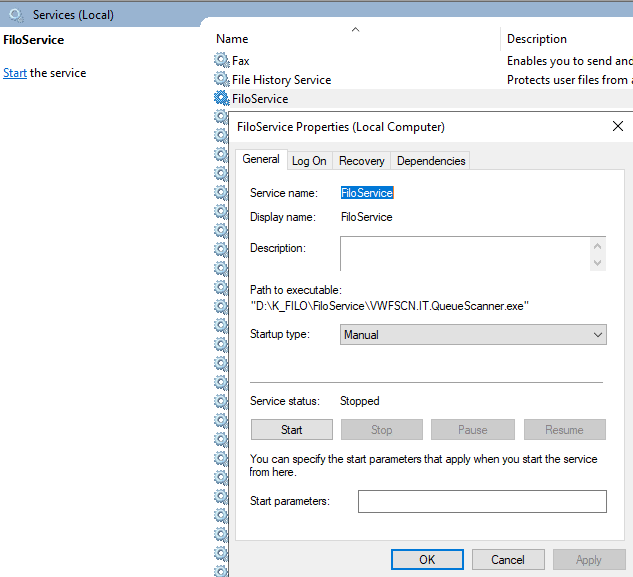 Services (Local)
FiloService
Start the service
Name
Description
Fax
Enables you to send and
File History Service
Protects user files from a
FiloService
FiloService Properties (Local Computer)
General
Log On
Recovery
Dependencies
Service name:
FiloService
Display name:
FiloService
Description:
Path to executable:
"D:\K_FILO\FiloService\VWFSCN.IT.QueueScanner.exe"
Startup type:
Manual
Service status:
Stopped
Start
Stop
Pause
Resume
You can specify the start parameters that apply when you start the service
from here.
Start parameters:
OK
Cancel
Apply